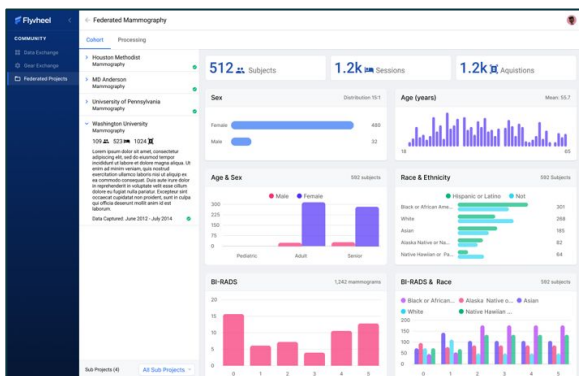 Flywheel
COMMUNITY
Data Exchange
Gear Exchange
Federated Projects
Federated Mammography
Cohort Processing
Houston Methodist
Mammography
MD Anderson
Mammography
University of Pennsylvania
Mammography
Washington University
Mammography
109 523 1024
Lorem ipsum dolor sit amet, consectetur
adipiscing elit, sed do eiusmod tempor
incididunt ut labore et dolore magna aliqua. Ut
enim ad minim veniam, quis nostrud
exercitation ullamco laboris nisi ut aliquip ex
ea commodo consequat. Duis aute irure dolor
in reprehenderit in voluptate velit esse cillum
dolore eu fugiat nulla pariatur. Excepteur sint
occaecat cupidatat non proident, sunt in culpa
qui officia deserunt mollit anim id est
laborum.
Data Captured: June 2012 - July 2014
Sub Projects (4) All Sub Projects
512 Subjects
1.2k Sessions
1.2k Aquistions
Sex Distribution 15:1
Female 480
Male 32
Age (years) Mean: 55.7
18 65
Age & Sex 592 subjects
Male Female
300
225
150
75
0
Pediatric Adult Senior
Race & Ethnicity 592 subjects
Hispanic or Latino Not
Black or African Ame... 301
White 268
Asian 185
Alaska Native or Na... 82
Native Hawiian or Pa... 64
BI-RADS 1,242 mammograms
20
15
10
5
0
0 1 2 3 4 5
BI-RADS & Race 592 subjects
Black or African... Alaska Native o... Asian
White Native Hawiian ...
200
150
100
50
0
0 1 2 3 4 5